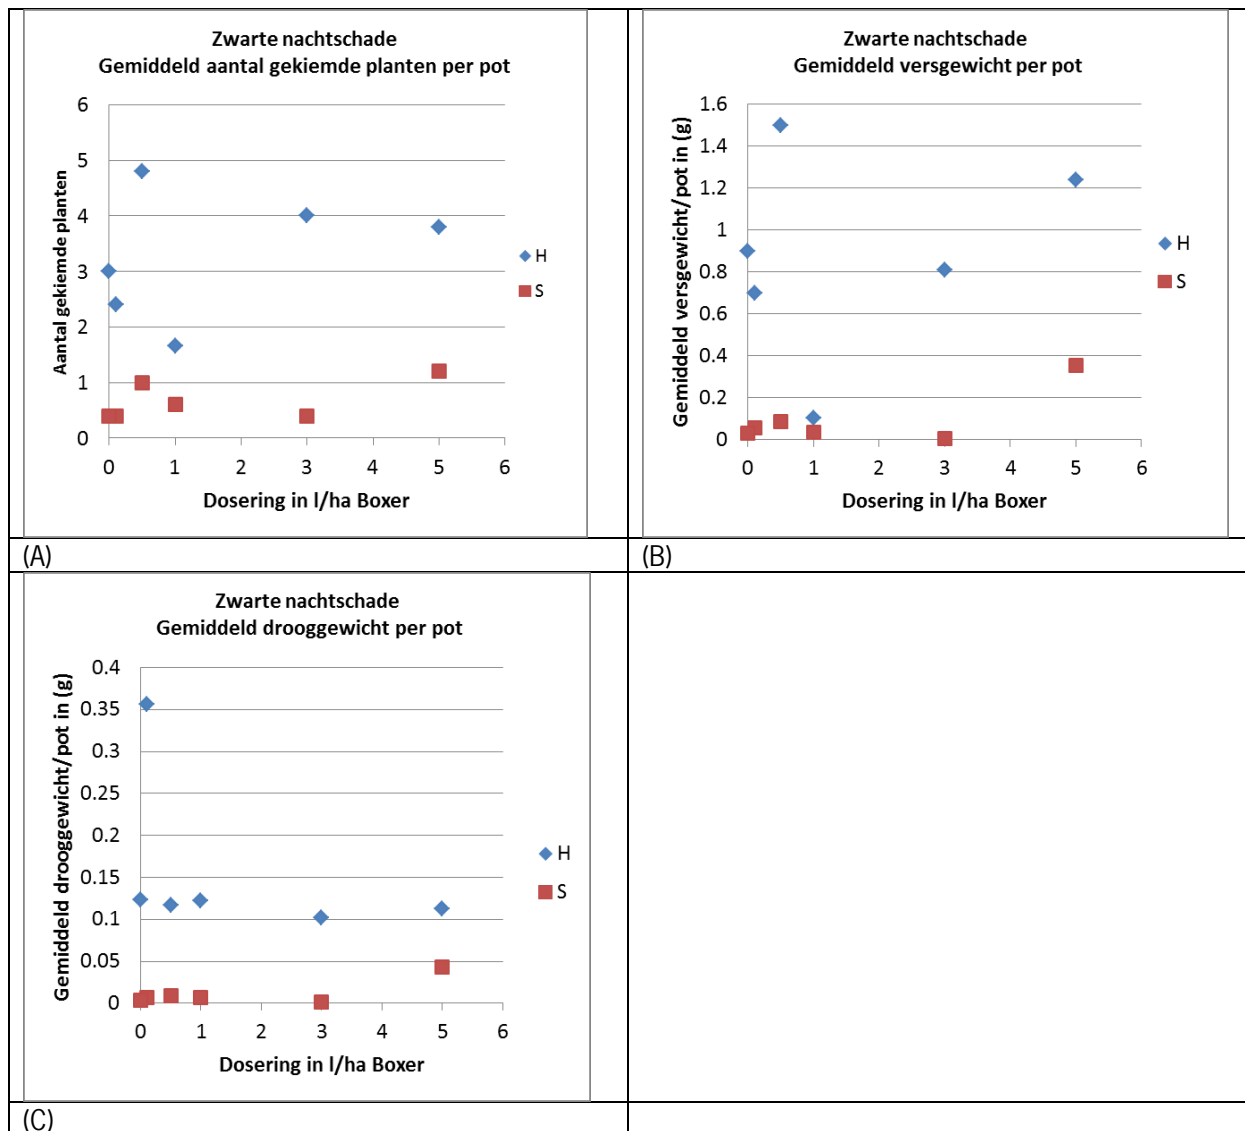 Zwarte nachtschade
Gemiddeld aantal gekiemde planten per pot
Aantal gekiemde planten
6
5
4
3
2
1
0
0 1 2 3 4 5 6
Dosering in l/ha Boxer
H
S
(A)
Zwarte nachtschade
Gemiddeld versgewicht per pot
Gemiddeld versgewicht/pot in (g)
1.6
1.4
1.2
1
0.8
0.6
0.4
0.2
0
0 1 2 3 4 5 6
Dosering in l/ha Boxer
H
S
(B)
Zwarte nachtschade
Gemiddeld drooggewicht per pot
Gemiddeld drooggewicht/pot in (g)
0.4
0.35
0.3
0.25
0.2
0.15
0.1
0.05
0
0 1 2 3 4 5 6
Dosering in l/ha Boxer
H
S
(C)